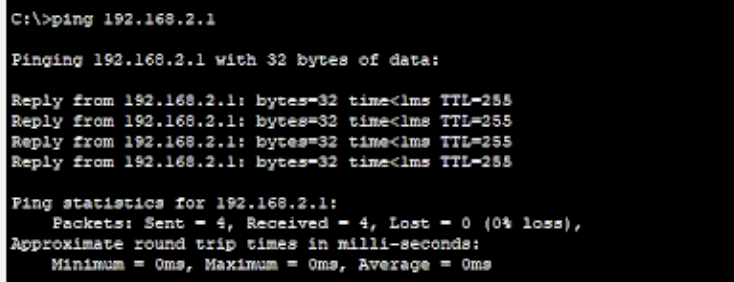 C:\>ping 192.168.2.1
Pinging 192.168.2.1 with 32 bytes of data:
Reply from 192.168.2.1: bytes=32 time<1ms TTL=255
Reply from 192.168.2.1: bytes=32 time<1ms TTL=255
Reply from 192.168.2.1: bytes=32 time<1ms TTL=255
Reply from 192.168.2.1: bytes=32 time<1ms TTL=255
Ping statistics for 192.168.2.1:
Packets: Sent = 4, Received = 4, Lost = 0 (0% loss),
Approximate round trip times in milli-seconds:
Minimum = 0ms, Maximum = 0ms, Average = 0ms